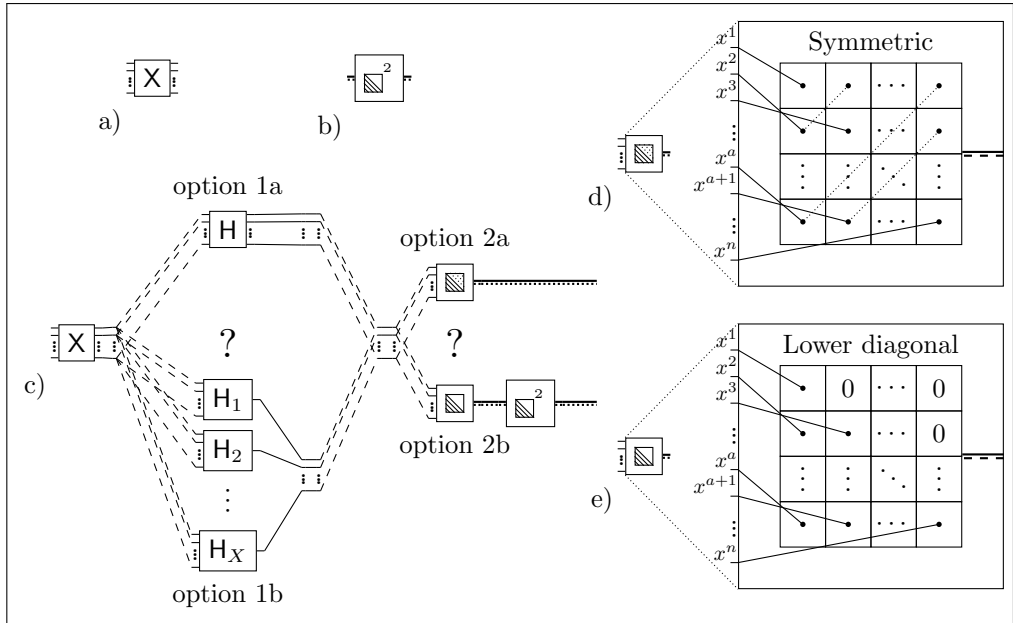 X
a)
2
b)
option 1a
H
option 2a
X
?
?
c)
H₁
H₂
⋮
2
option 2b
H_X
option 1b
Symmetric
x¹
x²
x³
⋮
xᵃ
xᵃ⁺¹
⋮
xⁿ
⋯
⋯
⋮ ⋮ ⋱ ⋮
⋯
d)
Lower diagonal
x¹
x²
x³
⋮
xᵃ
xᵃ⁺¹
⋮
xⁿ
0 ⋯ 0
⋯ 0
⋮ ⋮ ⋱ ⋮
⋯
e)